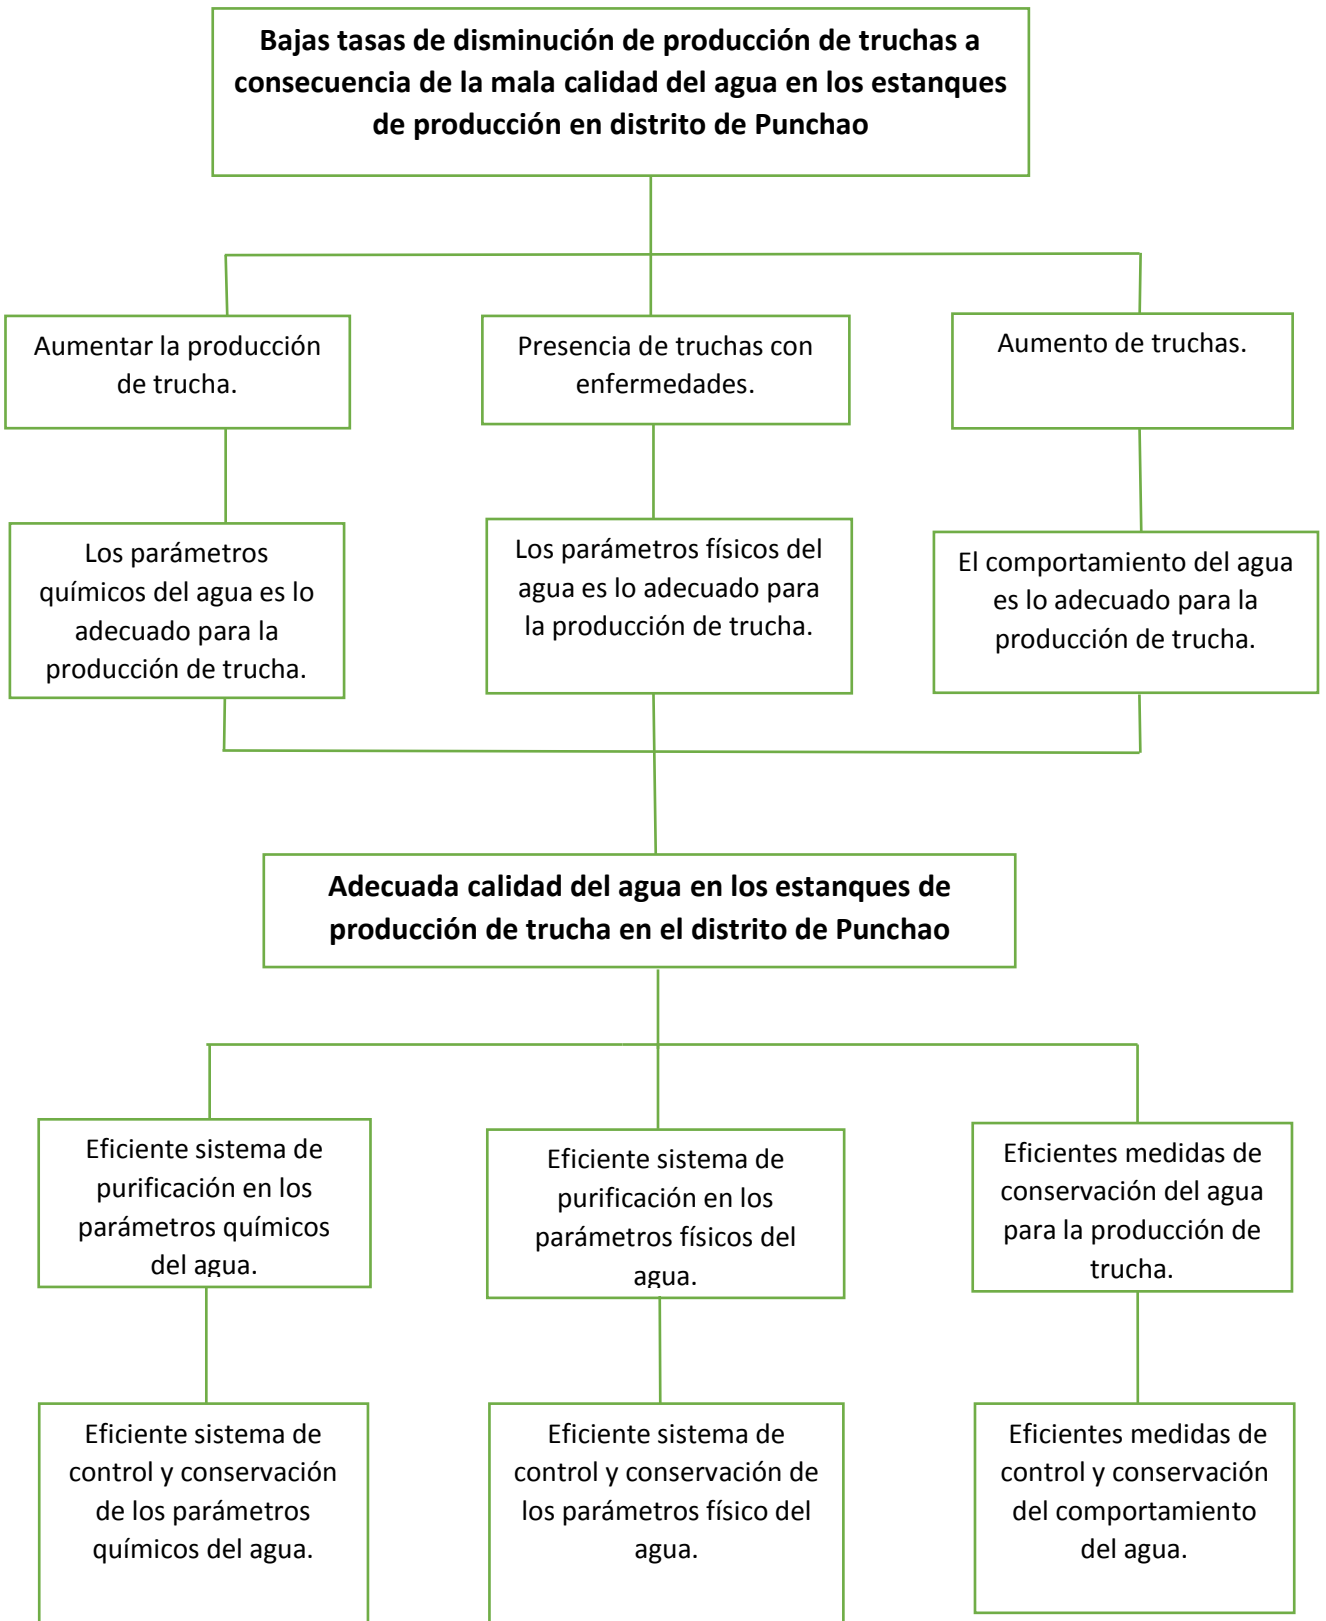 Bajas tasas de disminución de producción de truchas a
consecuencia de la mala calidad del agua en los estanques
de producción en distrito de Punchao
Aumentar la producción
de trucha.
Presencia de truchas con
enfermedades.
Aumento de truchas.
Los parámetros
químicos del agua es lo
adecuado para la
producción de trucha.
Los parámetros físicos del
agua es lo adecuado para
la producción de trucha.
El comportamiento del agua
es lo adecuado para la
producción de trucha.
Adecuada calidad del agua en los estanques de
producción de trucha en el distrito de Punchao
Eficiente sistema de
purificación en los
parámetros químicos
del agua.
Eficiente sistema de
purificación en los
parámetros físicos del
agua.
Eficientes medidas de
conservación del agua
para la producción de
trucha.
Eficiente sistema de
control y conservación
de los parámetros
químicos del agua.
Eficiente sistema de
control y conservación de
los parámetros físico del
agua.
Eficientes medidas de
control y conservación
del comportamiento
del agua.